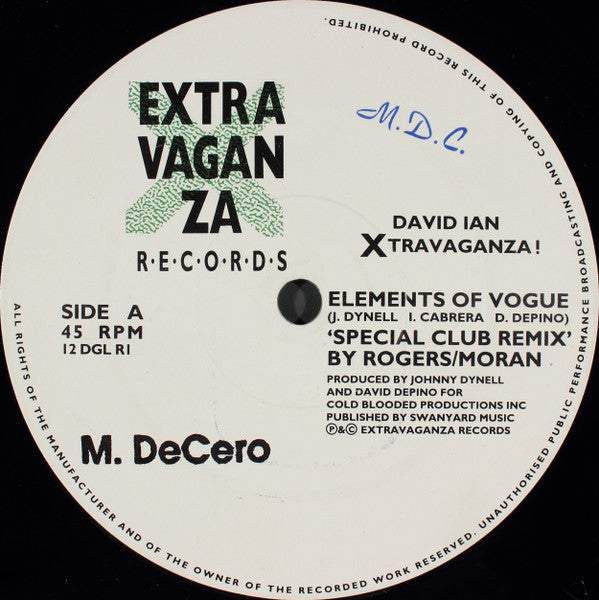 EXTRA
VAGAN
ZA
R·E·C·O·R·D·S
M.D.C.
DAVID IAN
XTRAVAGANZA!
SIDE A
45 RPM
12 DGL R1
ELEMENTS OF VOGUE
(J. DYNELL I. CABRERA D. DEPINO)
'SPECIAL CLUB REMIX'
BY ROGERS/MORAN
PRODUCED BY JOHNNY DYNELL
AND DAVID DEPINO FOR
COLD BLOODED PRODUCTIONS INC
PUBLISHED BY SWANYARD MUSIC
℗&© EXTRAVAGANZA RECORDS
M. DeCero
ALL RIGHTS OF THE MANUFACTURER AND OF THE OWNER OF THE RECORDED WORK RESERVED. UNAUTHORISED PUBLIC PERFORMANCE BROADCASTING AND COPYING OF THIS RECORD PROHIBITED.